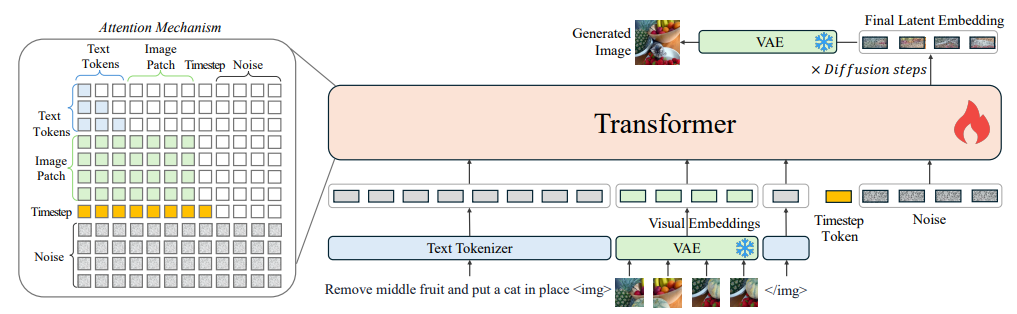 Attention Mechanism
Text
Tokens
Image
Patch
Timestep
Noise
Text
Tokens
Image
Patch
Timestep
Noise
Generated
Image
VAE
Final Latent Embedding
× Diffusion steps
Transformer
Visual Embeddings
Timestep
Token
Noise
Text Tokenizer
VAE
Remove middle fruit and put a cat in place <img>
</img>